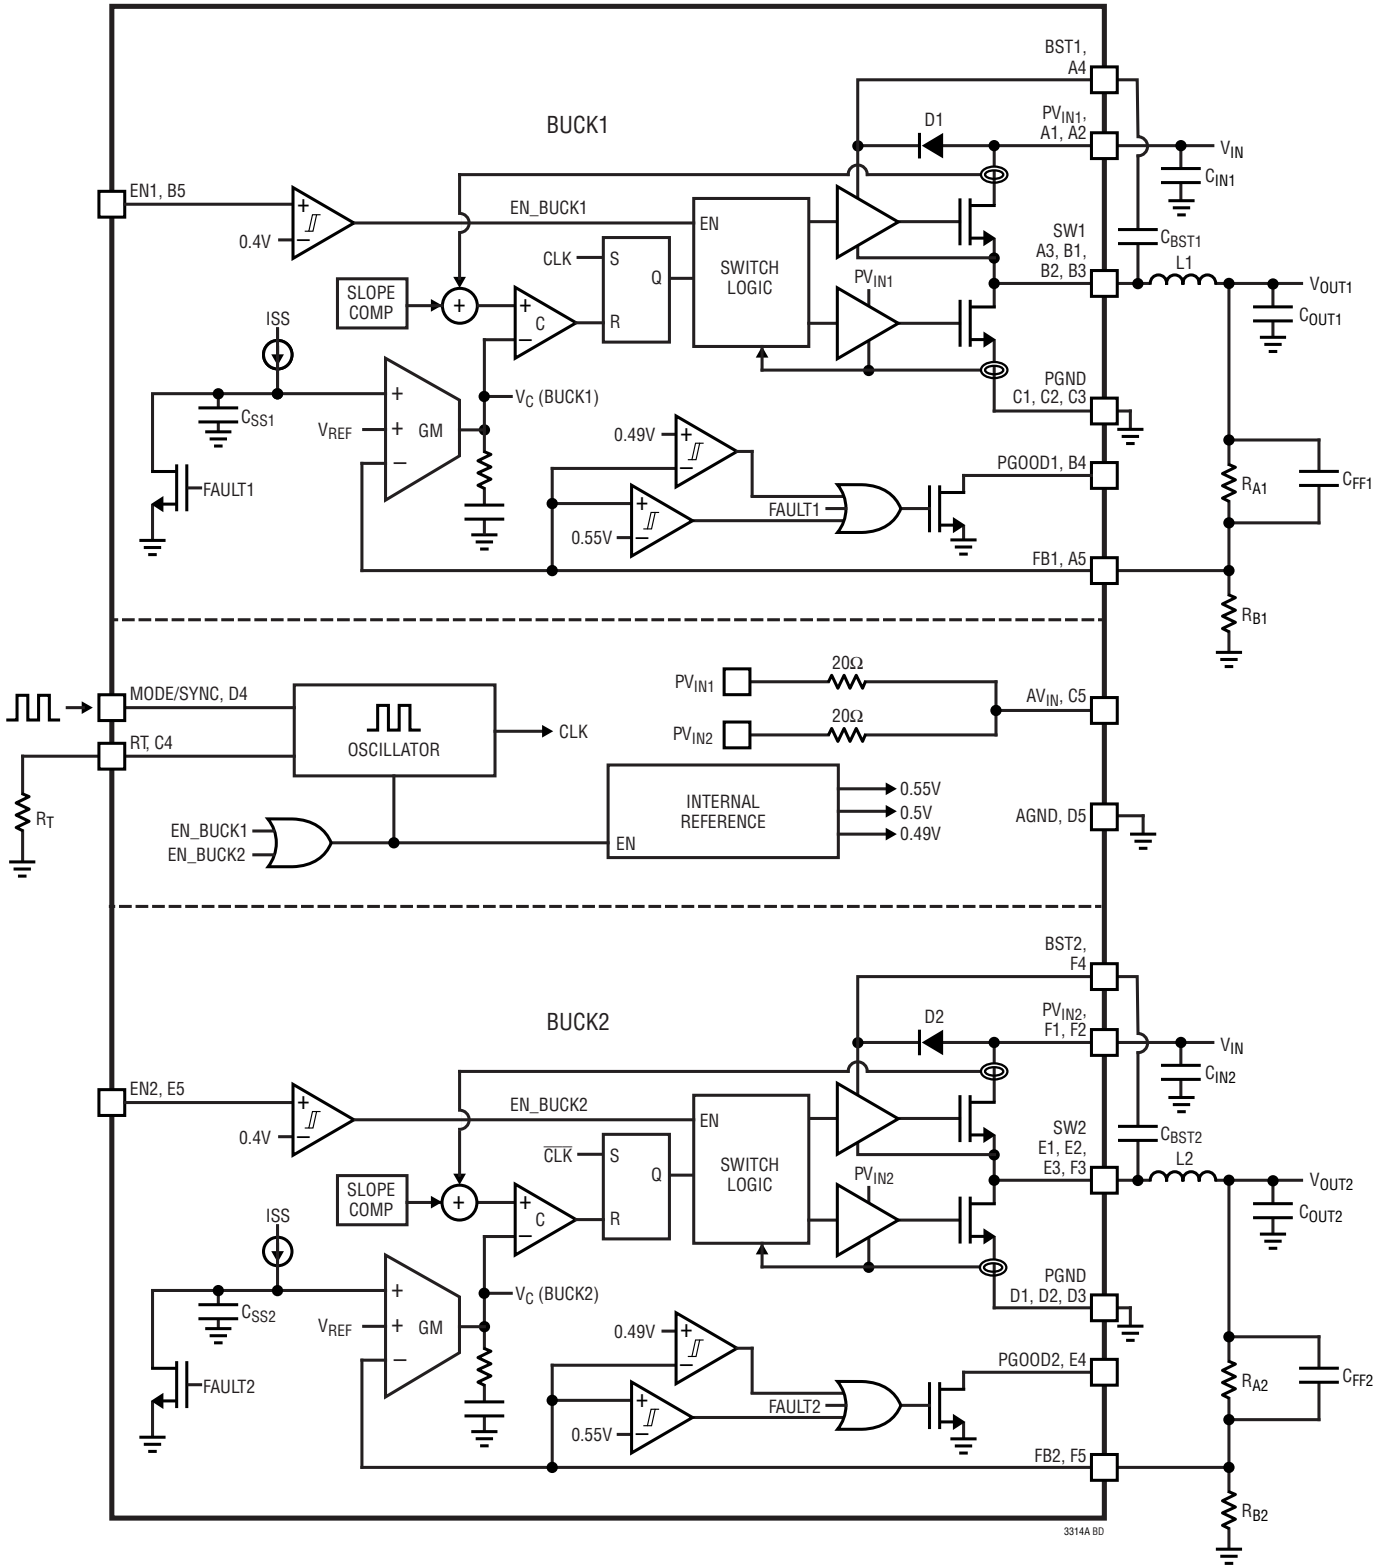 BST1,
A4
BUCK1
D1
PVIN1,
A1, A2
VIN
CIN1
EN1, B5
+
–
0.4V
EN_BUCK1
EN
SWITCH
LOGIC
SW1
A3, B1,
B2, B3
CBST1
L1
VOUT1
COUT1
CLK
S
Q
R
PVIN1
SLOPE
COMP
+
+
–
C
ISS
CSS1
+
VREF
+
–
GM
VC (BUCK1)
PGND
C1, C2, C3
FAULT1
0.49V
+
–
PGOOD1, B4
FAULT1
+
–
0.55V
RA1
CFF1
FB1, A5
RB1
MODE/SYNC, D4
RT, C4
OSCILLATOR
CLK
RT
PVIN1
20Ω
PVIN2
20Ω
AVIN, C5
INTERNAL
REFERENCE
EN
0.55V
0.5V
0.49V
AGND, D5
EN_BUCK1
EN_BUCK2
BST2,
F4
BUCK2
D2
PVIN2,
F1, F2
VIN
CIN2
EN2, E5
+
–
0.4V
EN_BUCK2
EN
SWITCH
LOGIC
SW2
E1, E2,
E3, F3
CBST2
L2
VOUT2
COUT2
C̅L̅K̅
S
Q
R
PVIN2
SLOPE
COMP
+
+
–
C
ISS
CSS2
+
VREF
+
–
GM
VC (BUCK2)
PGND
D1, D2, D3
FAULT2
0.49V
+
–
PGOOD2, E4
FAULT2
+
–
0.55V
RA2
CFF2
FB2, F5
RB2
3314A BD